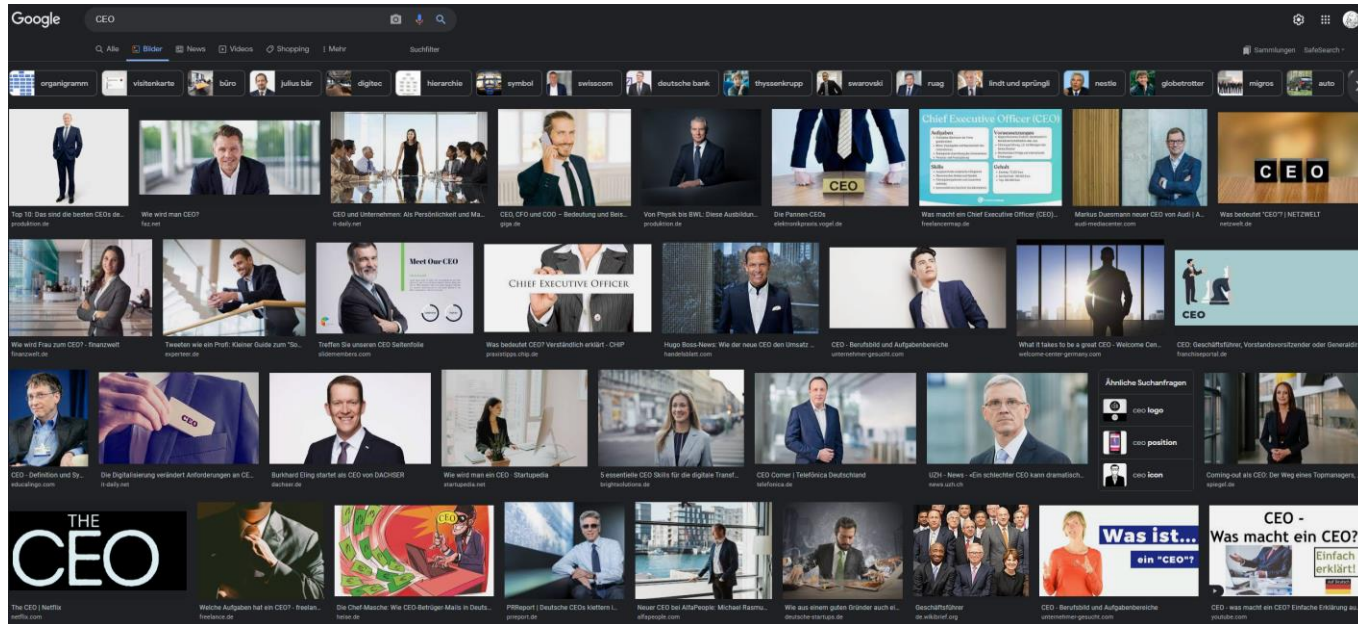 Google
CEO
Alle Bilder News Videos Shopping Mehr Suchfilter
Sammlungen SafeSearch
organigramm visitenkarte büro julius bär digitec hierarchie symbol swisscom deutsche bank thyssenkrupp swarovski ruag lindt und sprüngli nestle globetrotter migros auto
CEO
Chief Executive Officer (CEO)
Aufgaben
Voraussetzungen
Skills
Gehalt
C E O
Top 10: Das sind die besten CEOs de...
produktion.de
Wie wird man CEO?
faz.net
CEO und Unternehmen: Als Persönlichkeit und Ma...
it-daily.net
CEO, CFO und COO – Bedeutung und Beis...
giga.de
Von Physik bis BWL: Diese Ausbildun...
produktion.de
Die Pannen-CEOs
elektronikpraxis.vogel.de
Was macht ein Chief Executive Officer (CEO)...
freelancermap.de
Markus Duesmann neuer CEO von Audi | A...
audi-mediacenter.com
Was bedeutet "CEO"? | NETZWELT
netzwelt.de
Meet Our CEO
CHIEF EXECUTIVE OFFICER
CEO
Wie wird Frau zum CEO? - finanzwelt
finanzwelt.de
Tweeten wie ein Profi: Kleiner Guide zum "So...
experteer.de
Treffen Sie unseren CEO Seitenfolie
slidemembers.com
Was bedeutet CEO? Verständlich erklärt - CHIP
praxistipps.chip.de
Hugo Boss-News: Wie der neue CEO den Umsatz ...
handelsblatt.com
CEO - Berufsbild und Aufgabenbereiche
unternehmer-gesucht.com
What it takes to be a great CEO - Welcome Cen...
welcome-center-germany.com
CEO: Geschäftsführer, Vorstandsvorsitzender oder Generaldir
franchiseportal.de
CEO
Ähnliche Suchanfragen
ceo logo
ceo position
ceo icon
CEO - Definition und Sy...
educalingo.com
Die Digitalisierung verändert Anforderungen an CE...
it-daily.net
Burkhard Eling startet als CEO von DACHSER
dachser.de
Wie wird man ein CEO - Startupedia
startupedia.net
5 essentielle CEO Skills für die digitale Transf...
brightsolutions.de
CEO Corner | Telefónica Deutschland
telefonica.de
UZH - News - «Ein schlechter CEO kann dramatisch...
news.uzh.ch
Coming-out als CEO: Der Weg eines Topmanagers,
spiegel.de
THE
CEO
Was ist...
ein "CEO"?
CEO -
Was macht ein CEO?
Einfach
erklärt!
The CEO | Netflix
netflix.com
Welche Aufgaben hat ein CEO? - freelan...
freelance.de
Die Chef-Masche: Wie CEO-Betrüger-Mails in Deuts...
heise.de
PRReport | Deutsche CEOs klettern i...
prreport.de
Neuer CEO bei AlfaPeople: Michael Rasmu...
alfapeople.com
Wie aus einem guten Gründer auch ei...
deutsche-startups.de
Geschäftsführer
de.wikibrief.org
CEO - Berufsbild und Aufgabenbereiche
unternehmer-gesucht.com
CEO - was macht ein CEO? Einfache Erklärung au...
youtube.com